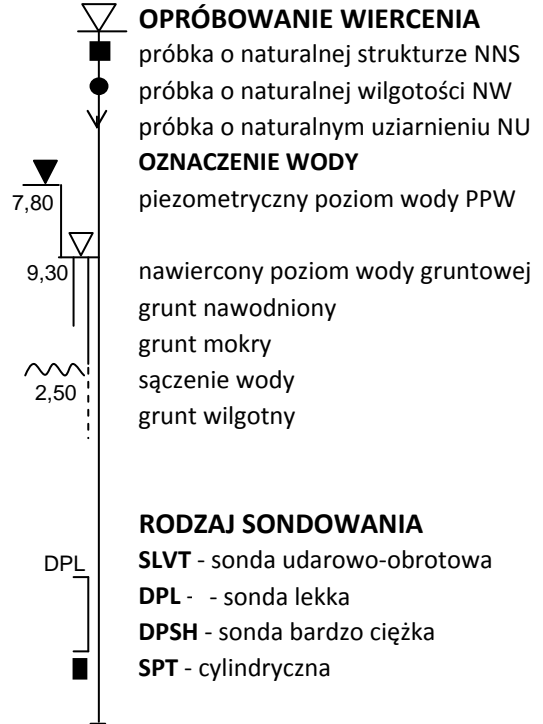 OPRÓBOWANIE WIERCENIA
próbka o naturalnej strukturze NNS
próbka o naturalnej wilgotości NW
próbka o naturalnym uziarnieniu NU
OZNACZENIE WODY
7,80 piezometryczny poziom wody PPW
9,30 nawiercony poziom wody gruntowej
grunt nawodniony
grunt mokry
2,50 sączenie wody
grunt wilgotny
RODZAJ SONDOWANIA
DPL SLVT - sonda udarowo-obrotowa
DPL - - sonda lekka
DPSH - sonda bardzo ciężka
SPT - cylindryczna